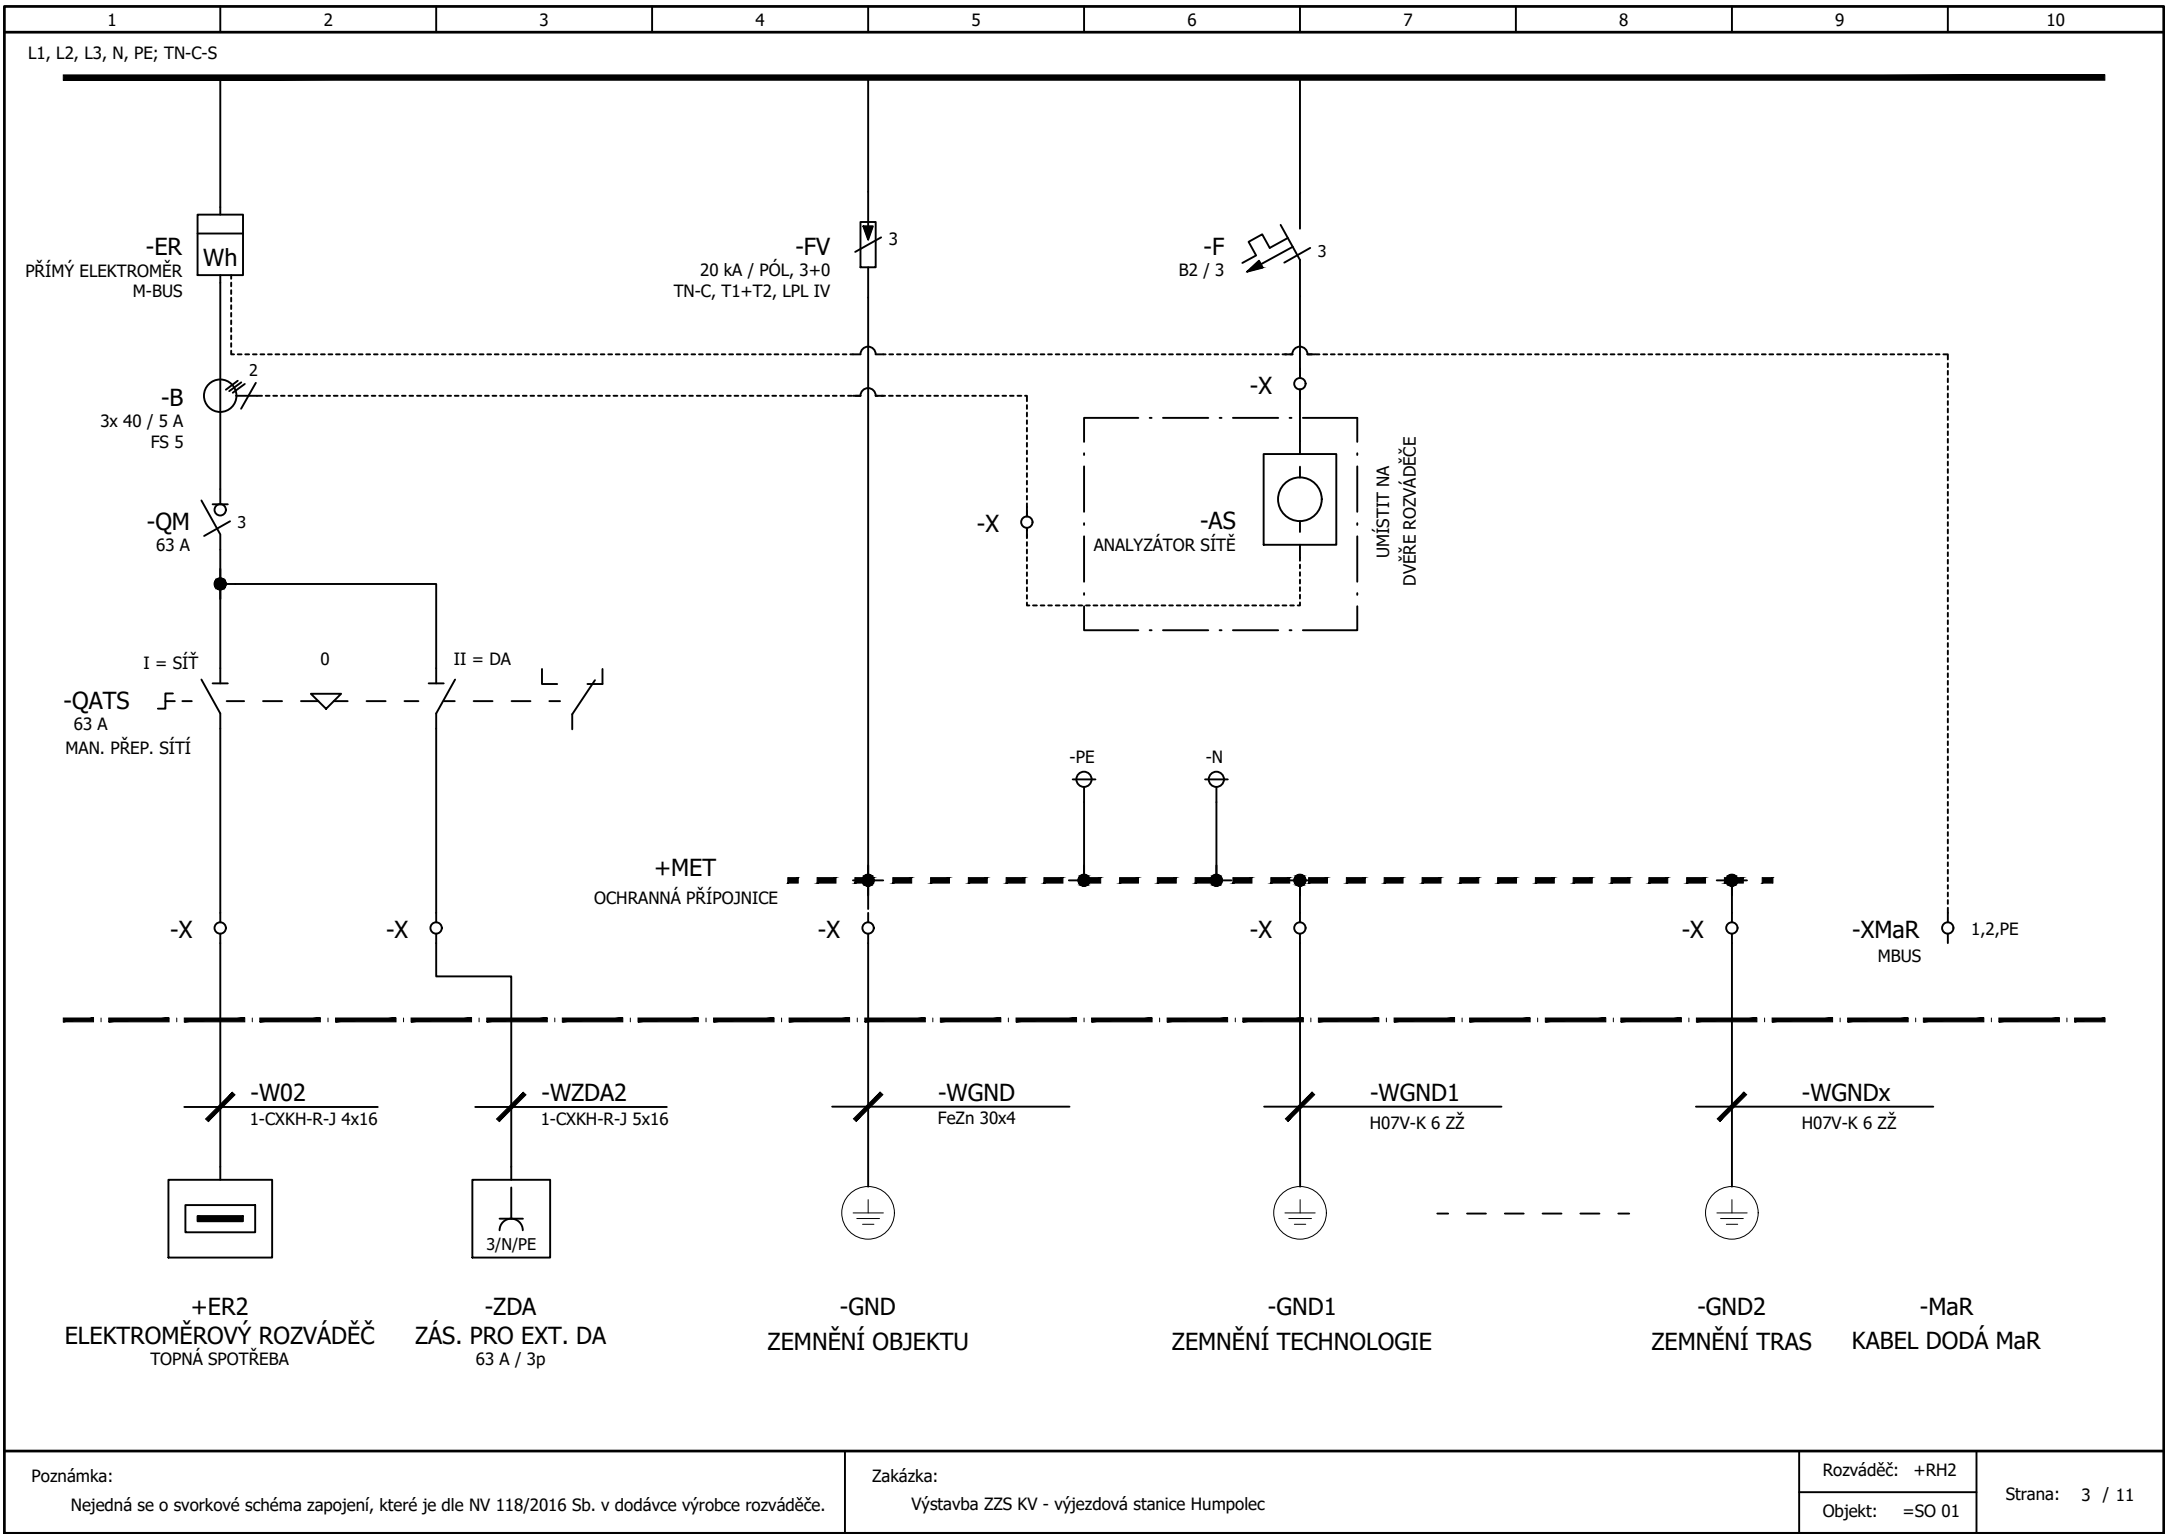 1 2 3 4 5 6 7 8 9 10
L1, L2, L3, N, PE; TN-C-S
-ER
PŘÍMÝ ELEKTROMĚR
M-BUS
Wh
-FV
3
20 kA / PÓL, 3+0
TN-C, T1+T2, LPL IV
-F
B2 / 3
3
-B
3x 40 / 5 A
FS 5
2
-X
-QM
63 A
3
-X
-AS
ANALYZÁTOR SÍTĚ
UMÍSTIT NA
DVĚŘE ROZVÁDĚČE
I = SÍŤ
0
II = DA
-QATS
63 A
MAN. PŘEP. SÍTÍ
-PE
-N
+MET
OCHRANNÁ PŘÍPOJNICE
-X
-X
-X
-X
-X
-XMaR
MBUS
1,2,PE
-W02
1-CXKH-R-J 4x16
-WZDA2
1-CXKH-R-J 5x16
-WGND
FeZn 30x4
-WGND1
H07V-K 6 ZŽ
-WGNDx
H07V-K 6 ZŽ
3/N/PE
+ER2
ELEKTROMĚROVÝ ROZVÁDĚČ
TOPNÁ SPOTŘEBA
-ZDA
ZÁS. PRO EXT. DA
63 A / 3p
-GND
ZEMNĚNÍ OBJEKTU
-GND1
ZEMNĚNÍ TECHNOLOGIE
-GND2
ZEMNĚNÍ TRAS
-MaR
KABEL DODÁ MaR
Poznámka:
Nejedná se o svorkové schéma zapojení, které je dle NV 118/2016 Sb. v dodávce výrobce rozváděče.
Zakázka:
Výstavba ZZS KV - výjezdová stanice Humpolec
Rozváděč: +RH2
Objekt: =SO 01
Strana: 3 / 11